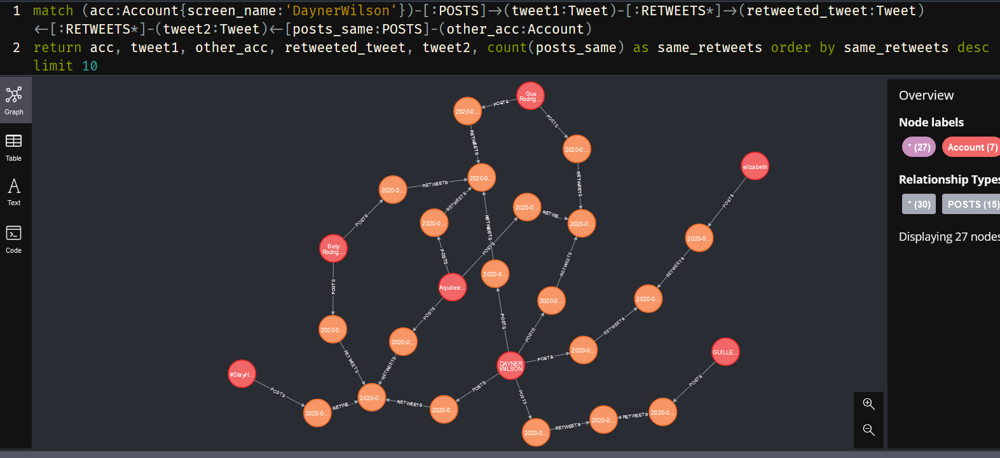 1 match (acc:Account{screen_name:'DaynerWilson'})-[:POSTS]→(tweet1:Tweet)-[:RETWEETS*]→(retweeted_tweet:Tweet)
←[:RETWEETS*]-(tweet2:Tweet)←[posts_same:POSTS]-(other_acc:Account)
2 return acc, tweet1, other_acc, retweeted_tweet, tweet2, count(posts_same) as same_retweets order by same_retweets desc
limit 10
Graph
Table
Text
Code
Gus
Rodrig...
POSTS
2020-0...
POSTS
RETWEETS
2020-0...
elizabeth
RETWEETS
2020-0...
2020-0...
RETWEETS
POSTS
RETWEETS
2020-0...
RETWE...
2020-0...
2020-0...
POSTS
RETWEETS
2020-0...
Bety
Rodrig...
POSTS
POSTS
RETWEETS
RETWEETS
2020-0...
POSTS
Aquilesr...
2020-0...
2020-0...
POSTS
POSTS
POSTS
RETWEETS
2020-0...
2020-0...
POSTS
2020-0...
GUILLE...
RETWEETS
RETWEETS
POSTS
DAYNER
WILSON
#StayH...
POSTS
POSTS
POSTS
POSTS
2020-0...
RETWEETS
RETWE...
2020-0...
2020-0...
RETWEETS
2020-0...
2020-0...
RETWEETS
2020-0...
Overview
Node labels
* (27)
Account (7)
Relationship Types
* (30)
POSTS (15)
Displaying 27 nodes